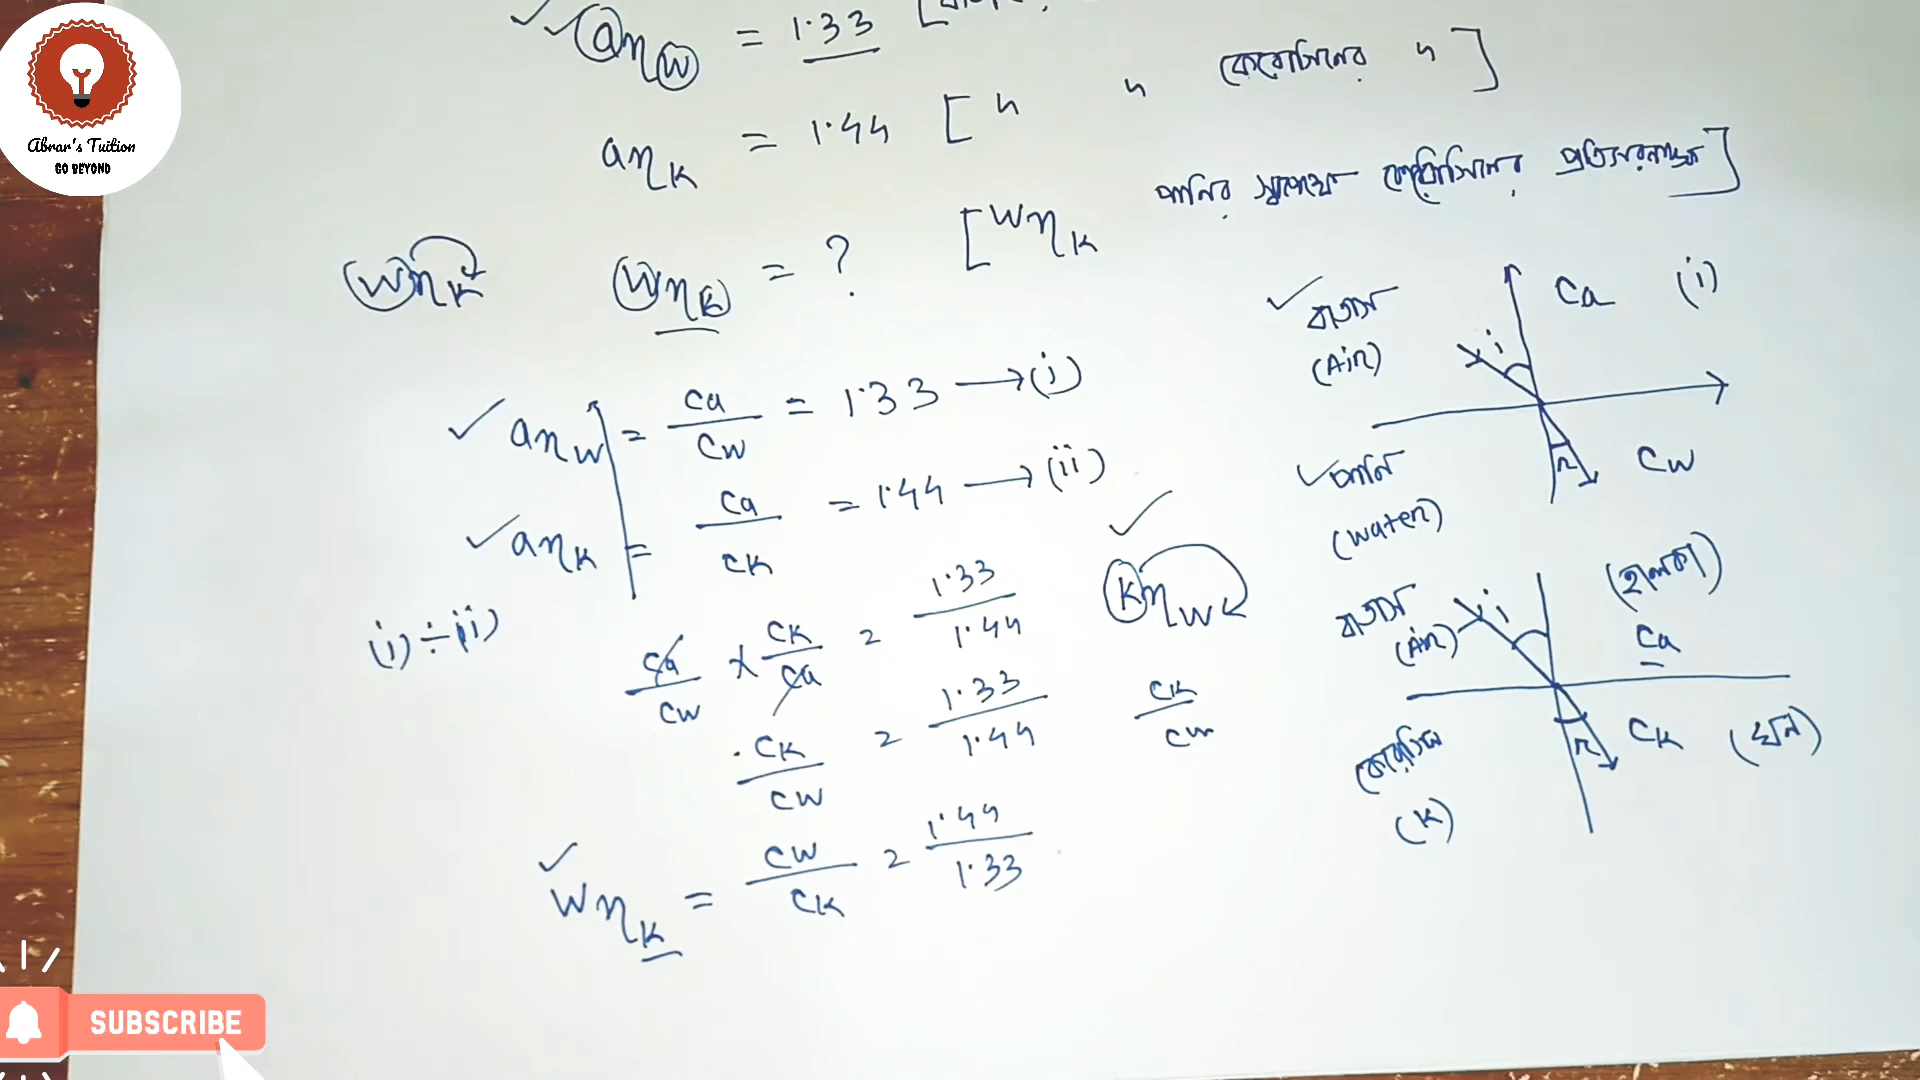 Abrar's Tuition
GO BEYOND
aηw = 1.33 [
aηk = 1.44 [ " " কেরোসিনের " ]
wηk wηk = ? [wηk পানির সাপেক্ষে কেরোসিনের প্রতিসরনাঙ্ক]
aηw = ca/cw = 1.33 → (i)
aηk = ca/ck = 1.44 → (ii)
(i) ÷ (ii)
ca/cw × ck/ca = 1.33/1.44
kηw
ck/cw = 1.33/1.44
ck/cw
wηk = cw/ck = 1.44/1.33
বাতাস
(Air)
i
Ca (i)
পানি
(water)
r
Cw
বাতাস
(Air)
i
(হালকা)
Ca
কেরোসিন
(K)
r
CK (ঘন)
SUBSCRIBE